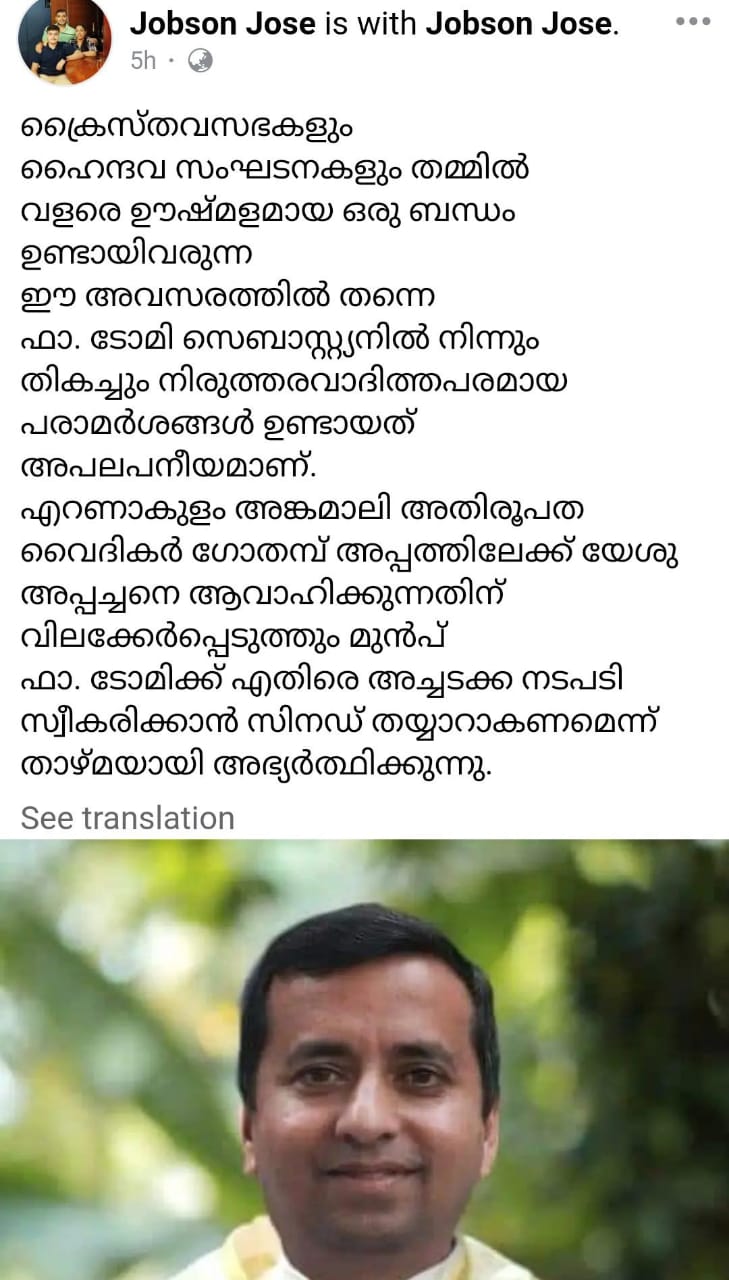 Jobson Jose is with Jobson Jose.
5h
ക്രൈസ്തവസഭകളും
ഹൈന്ദവ സംഘടനകളും തമ്മിൽ
വളരെ ഊഷ്മളമായ ഒരു ബന്ധം
ഉണ്ടായിവരുന്ന
ഈ അവസരത്തിൽ തന്നെ
ഫാ. ടോമി സെബാസ്റ്റ്യനിൽ നിന്നും
തികച്ചും നിരുത്തരവാദിത്തപരമായ
പരാമർശങ്ങൾ ഉണ്ടായത്
അപലപനീയമാണ്.
എറണാകുളം അങ്കമാലി അതിരൂപത
വൈദികർ ഗോതമ്പ് അപ്പത്തിലേക്ക് യേശു
അപ്പച്ചനെ ആവാഹിക്കുന്നതിന്
വിലക്കേർപ്പെടുത്തും മുൻപ്
ഫാ. ടോമിക്ക് എതിരെ അച്ചടക്ക നടപടി
സ്വീകരിക്കാൻ സിനഡ് തയ്യാറാകണമെന്ന്
താഴ്മയായി അഭ്യർത്ഥിക്കുന്നു.
See translation